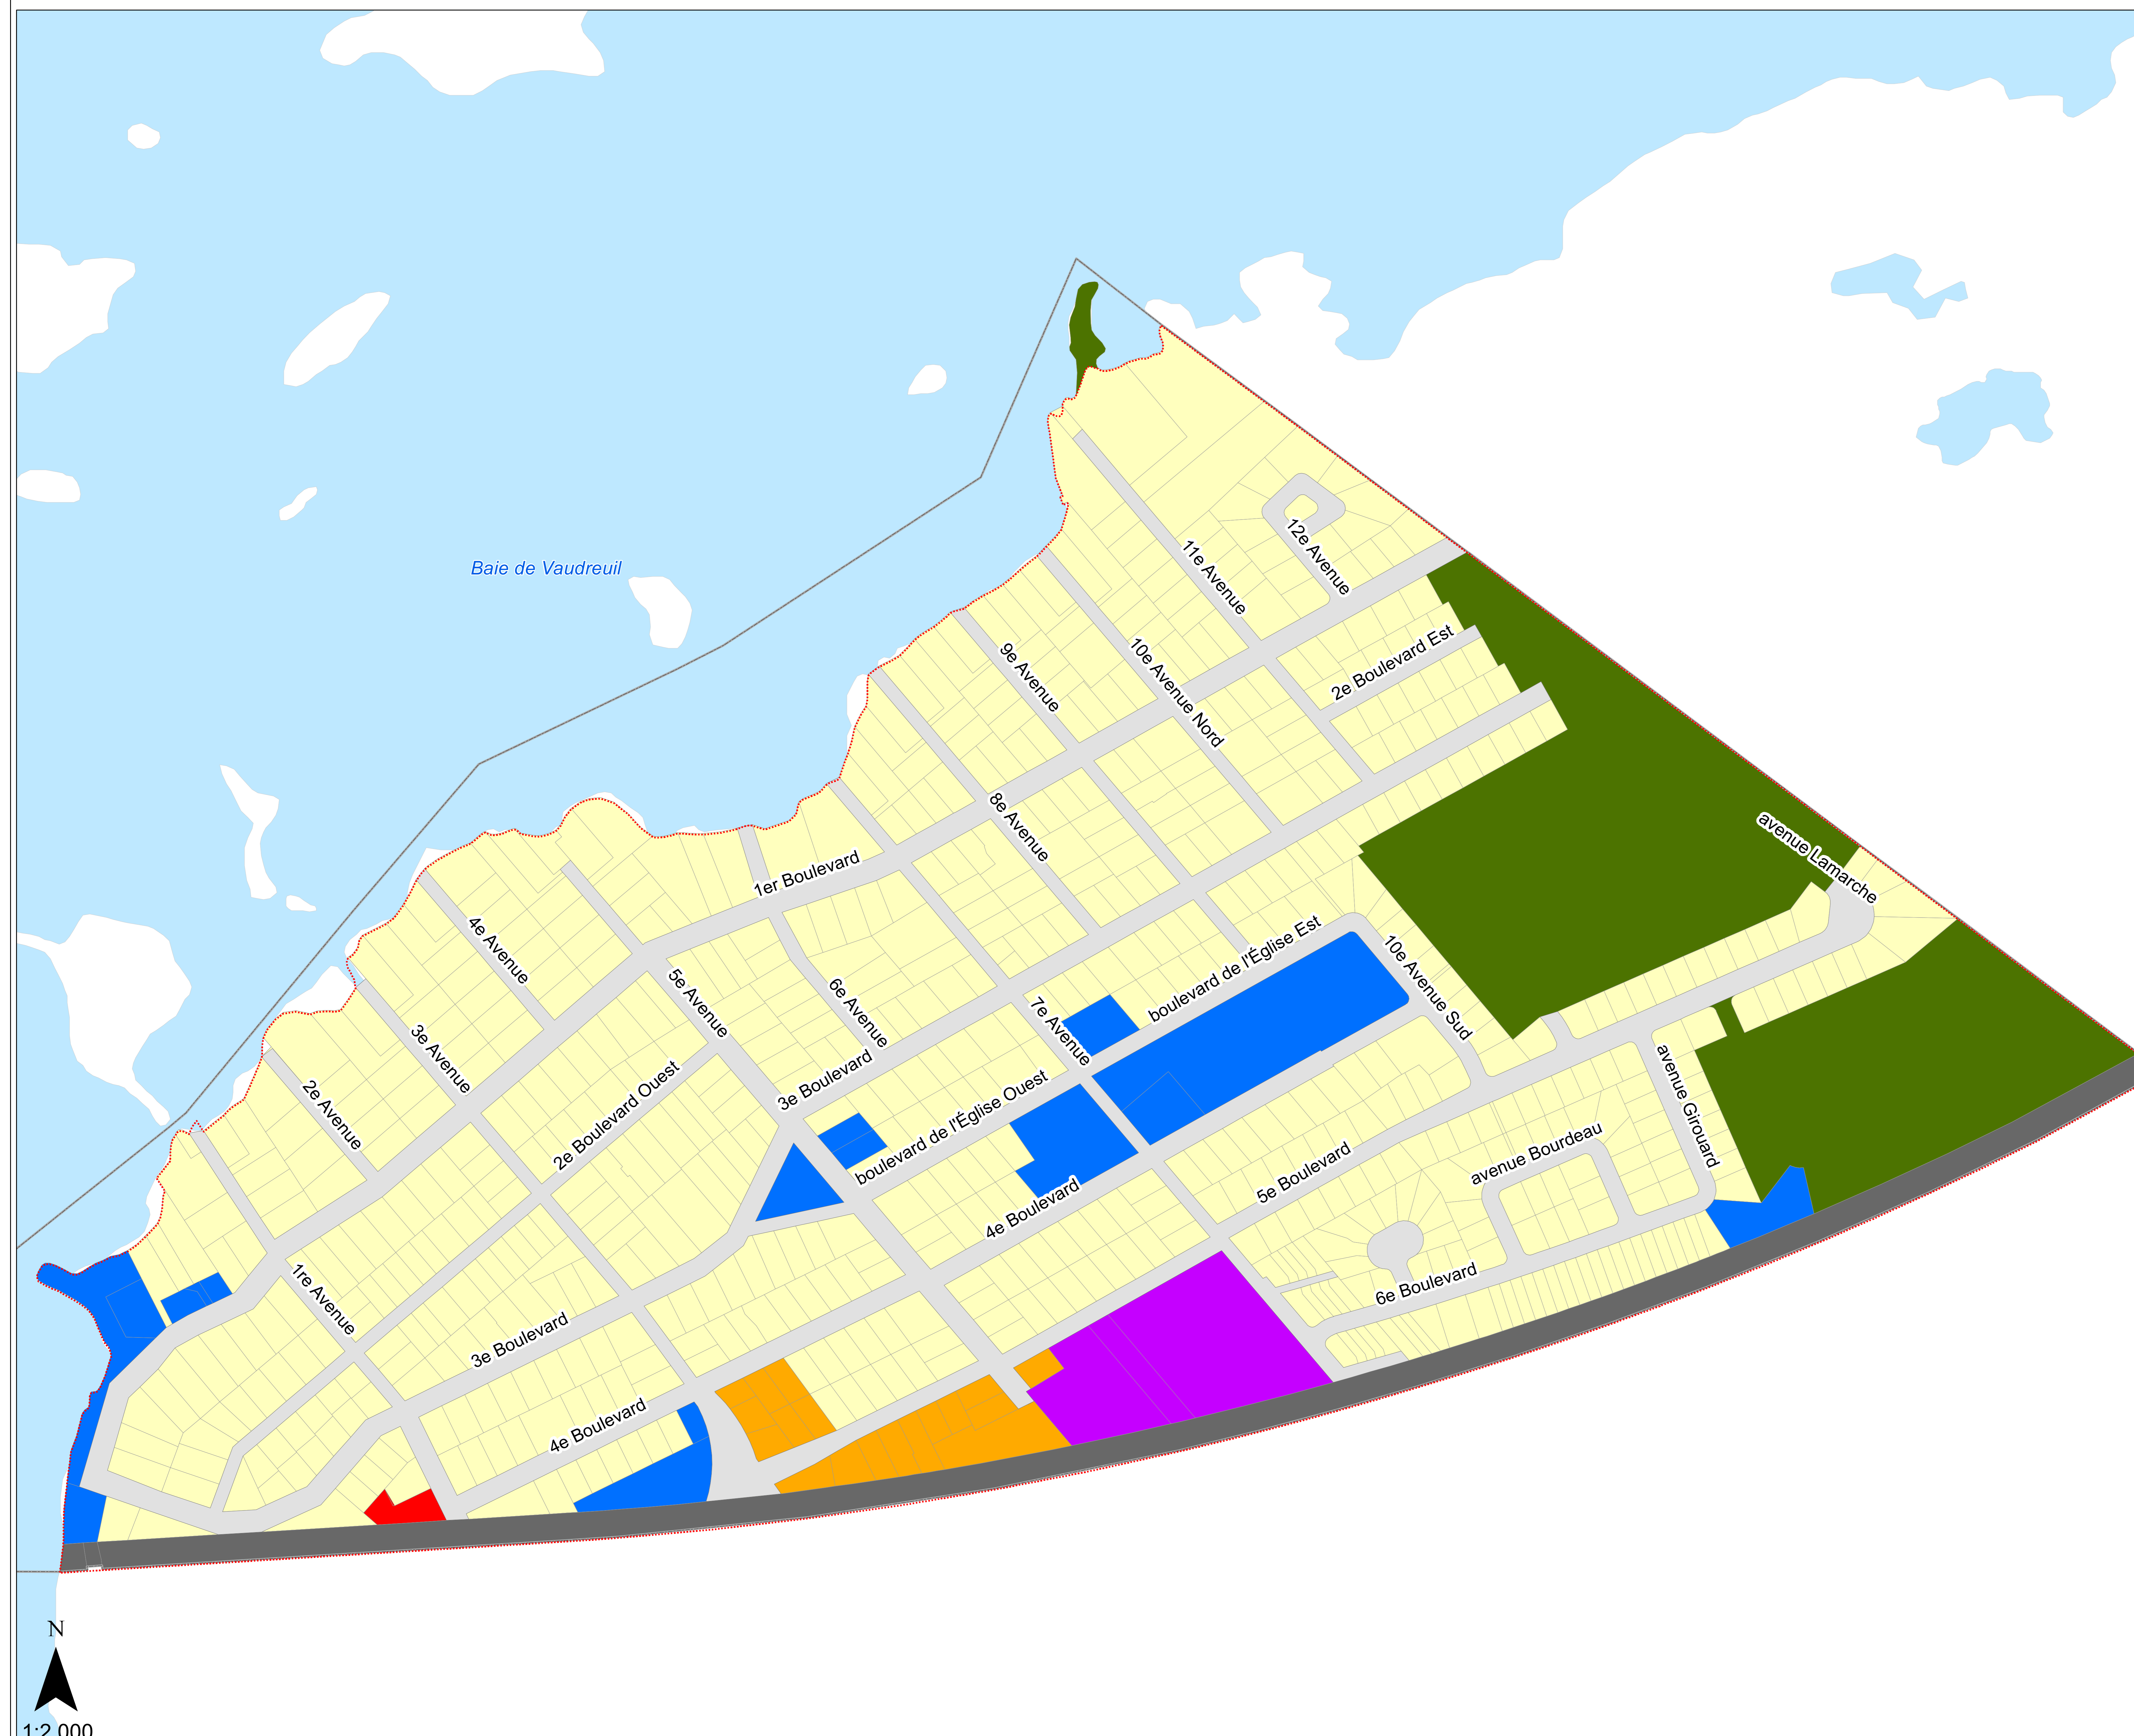 Baie de Vaudreuil
12e Avenue
11e Avenue
2e Boulevard Est
9e Avenue
10e Avenue Nord
8e Avenue
avenue Lamarche
1er Boulevard
4e Avenue
5e Avenue
6e Avenue
boulevard de l'Église Est
10e Avenue Sud
7e Avenue
3e Avenue
2e Avenue
2e Boulevard Ouest
3e Boulevard
boulevard de l'Église Ouest
avenue Girouard
avenue Bourdeau
5e Boulevard
4e Boulevard
1re Avenue
6e Boulevard
3e Boulevard
4e Boulevard
N
1:2 000